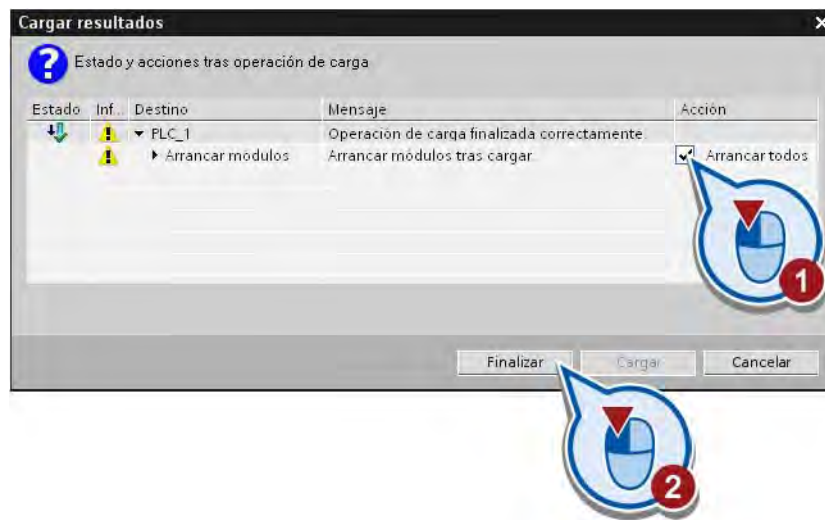 Cargar resultados
Estado y acciones tras operación de carga
Estado Inf... Destino Mensaje Acción
PLC_1 Operación de carga finalizada correctamente.
Arrancar módulos Arrancar módulos tras cargar. Arrancar todos
1
Finalizar Cargar Cancelar
2